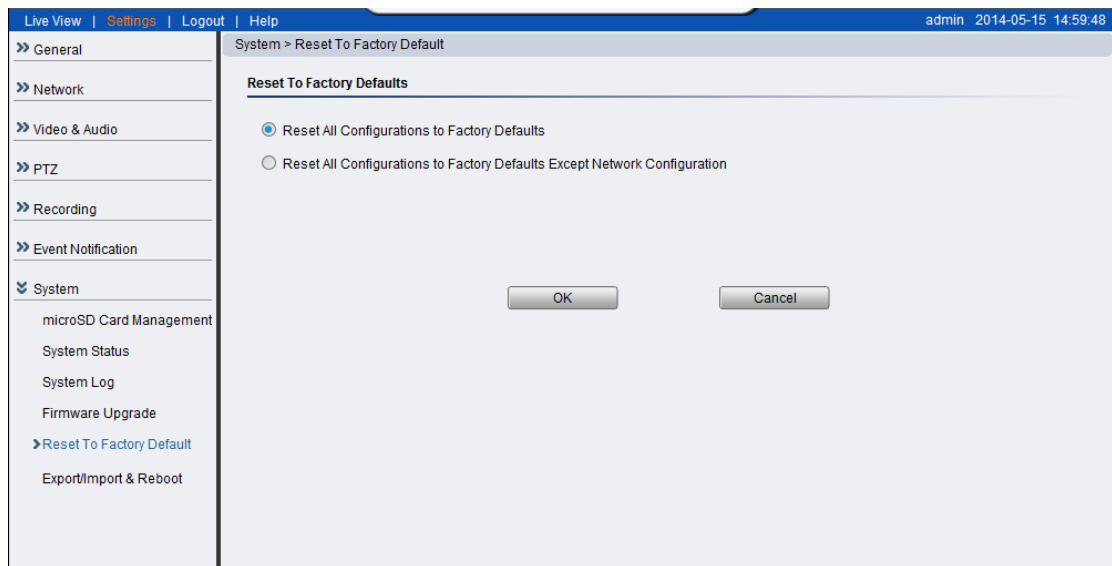 Live View | Settings | Logout | Help admin 2014-05-15 14:59:48
General
Network
Video & Audio
PTZ
Recording
Event Notification
System
microSD Card Management
System Status
System Log
Firmware Upgrade
Reset To Factory Default
Export/Import & Reboot
System > Reset To Factory Default
Reset To Factory Defaults
Reset All Configurations to Factory Defaults
Reset All Configurations to Factory Defaults Except Network Configuration
OK Cancel